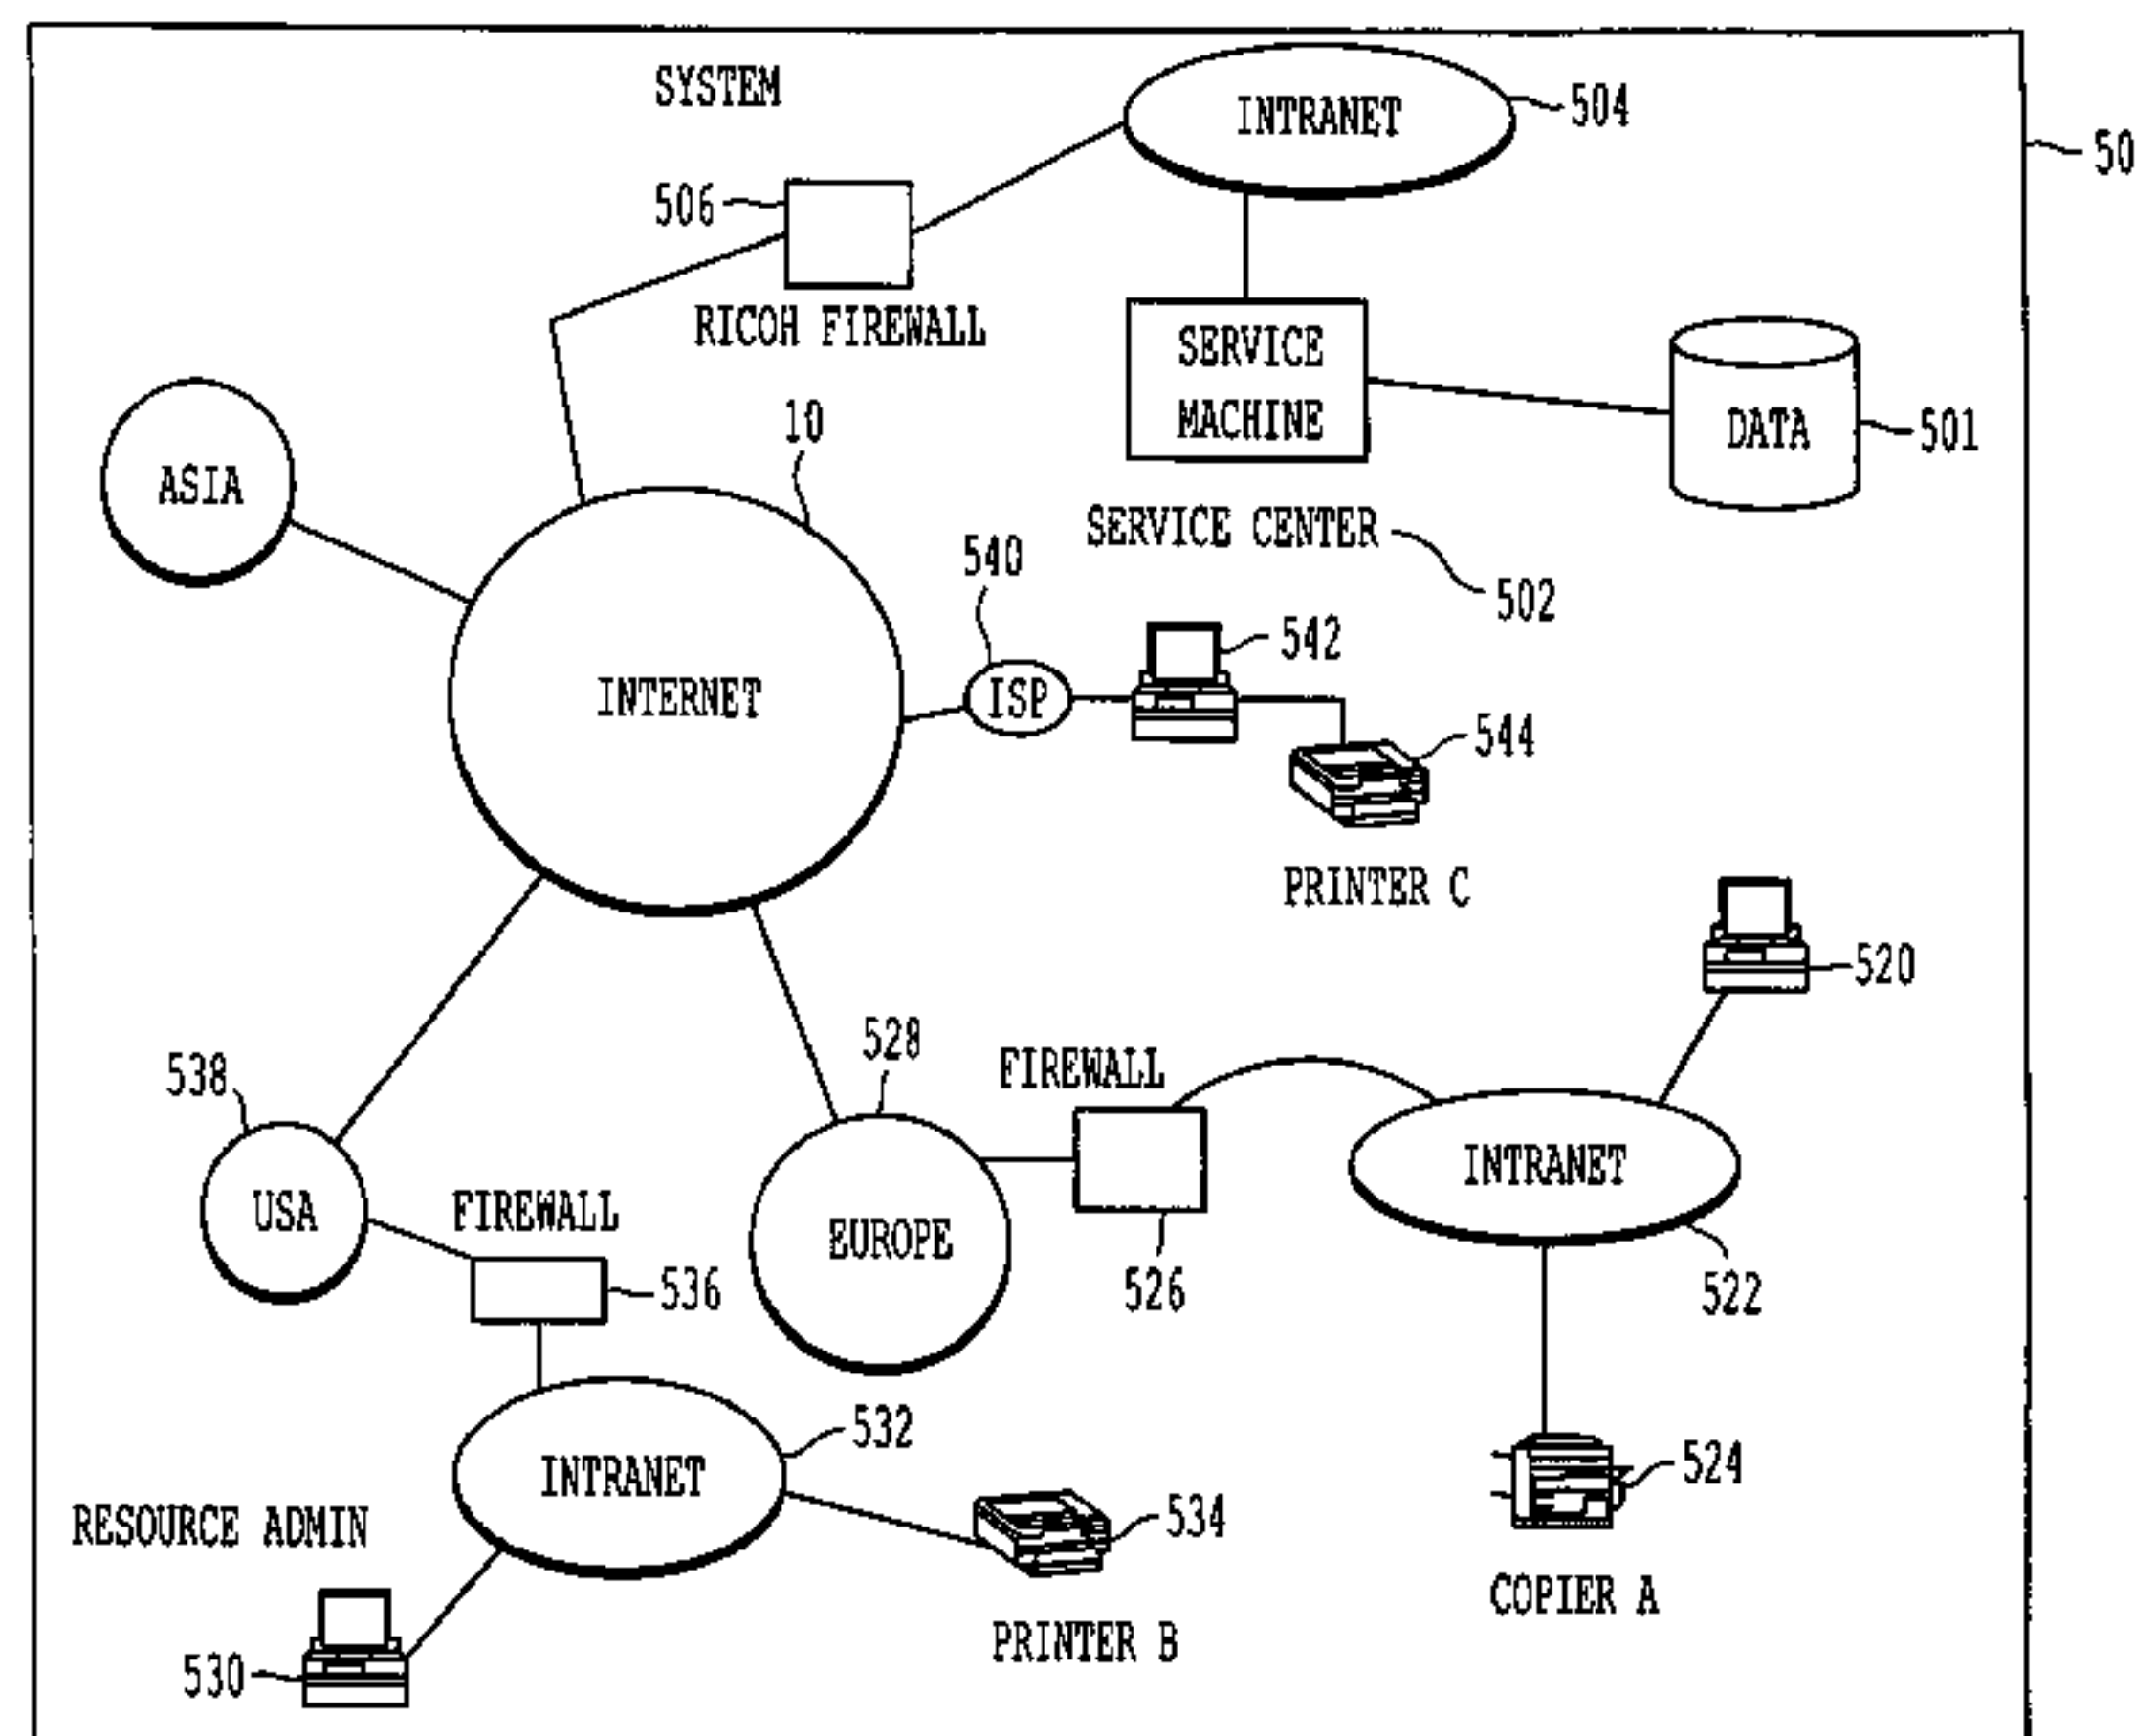 SYSTEM
INTRANET
504
50
506
RICOH FIREWALL
SERVICE
MACHINE
DATA
501
10
ASIA
SERVICE CENTER
502
540
542
INTERNET
ISP
544
PRINTER C
520
528
FIREWALL
538
INTRANET
USA
FIREWALL
EUROPE
536
526
522
532
INTRANET
524
RESOURCE ADMIN
534
COPIER A
PRINTER B
530